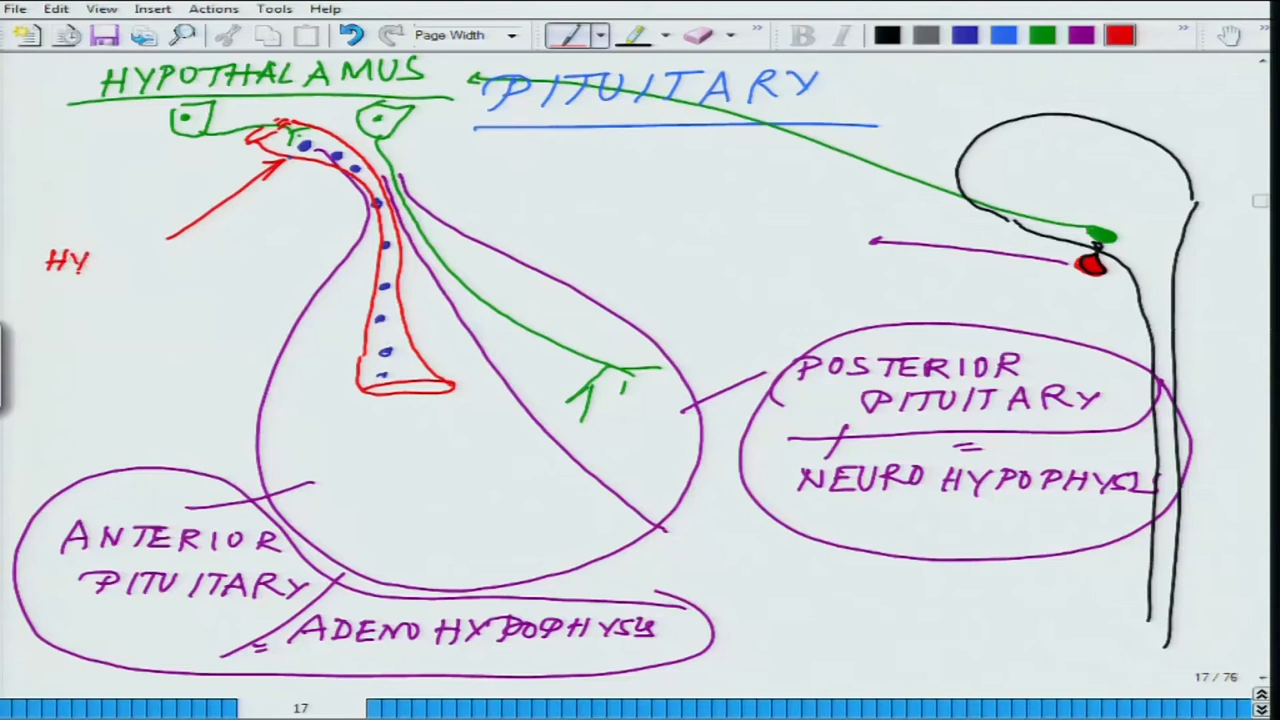 File Edit View Insert Actions Tools Help
Page Width
HYPOTHALAMUS
PITUITARY
HY
POSTERIOR
PITUITARY
=
NEURO HYPOPHYSIS
ANTERIOR
PITUITARY
= ADENO HYPOPHYSIS
17 / 76
17